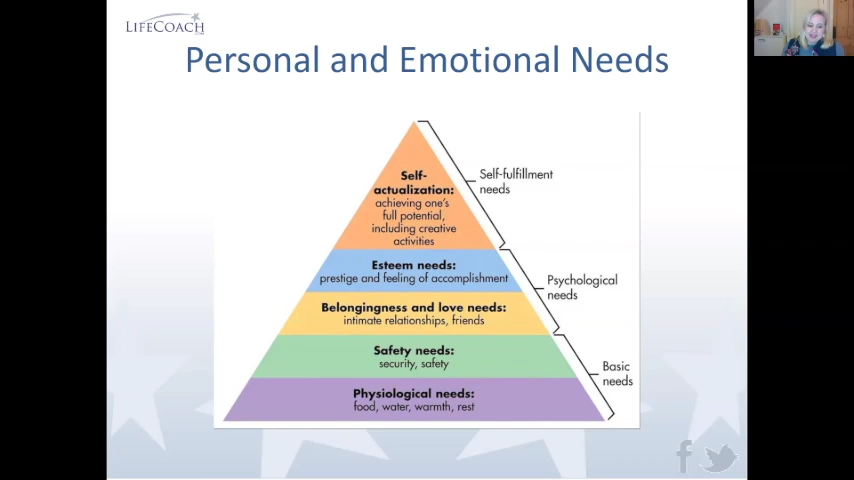 LIFECOACH
Personal and Emotional Needs
Self-
actualization:
achieving one's
full potential,
including creative
activities
Self-fulfillment
needs
Esteem needs:
prestige and feeling of accomplishment
Psychological
needs
Belongingness and love needs:
intimate relationships, friends
Safety needs:
security, safety
Basic
needs
Physiological needs:
food, water, warmth, rest